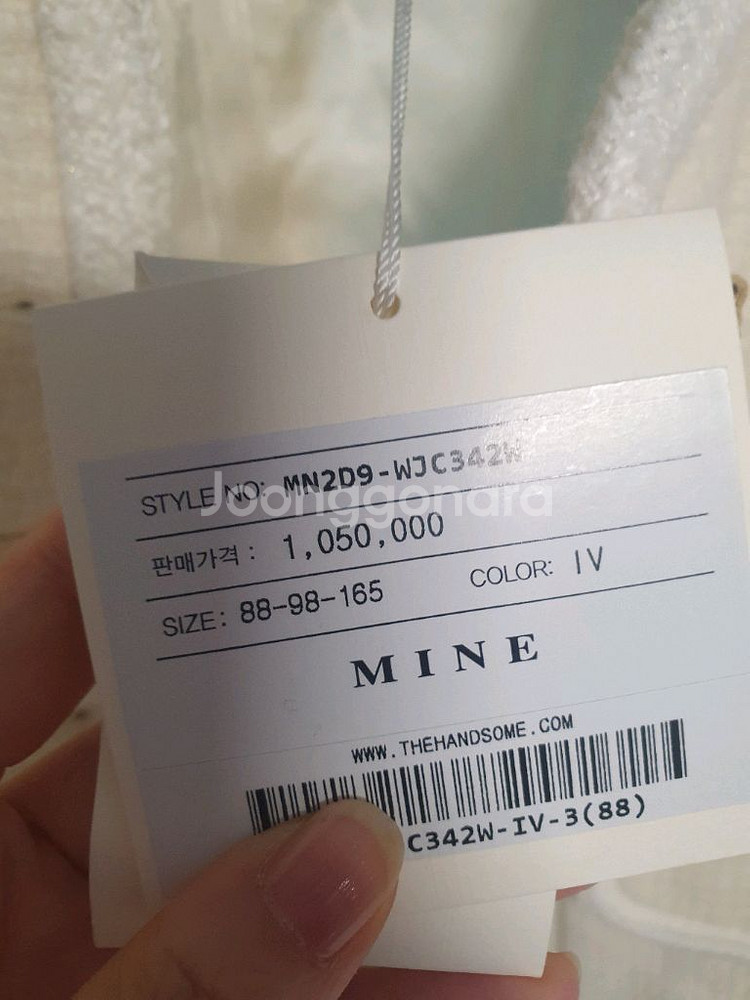 STYLE NO: MN2D9-WJC342W
Joonggonara
판매가격 : 1,050,000
SIZE: 88-98-165 COLOR: IV
MINE
WWW.THEHANDSOME.COM
C342W-IV-3(88)